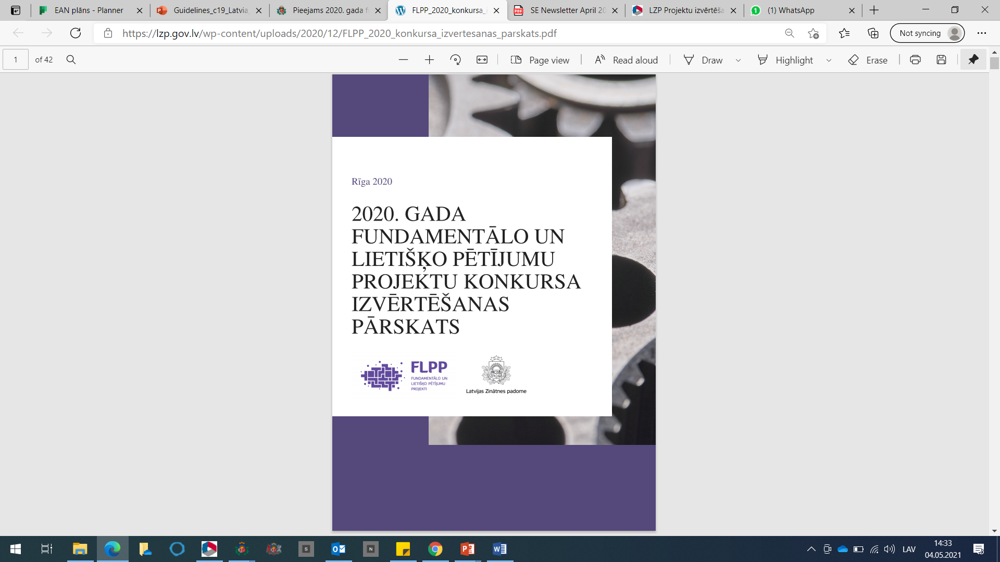 EAN plāns - Planner
Guidelines_c19_Latvia
Pieejams 2020. gada f
FLPP_2020_konkursa_i
SE Newsletter April 20
LZP Projektu izvērtēša
(1) WhatsApp
https://lzp.gov.lv/wp-content/uploads/2020/12/FLPP_2020_konkursa_izvertesanas_parskats.pdf
Not syncing
1 of 42
Page view
Read aloud
Draw
Highlight
Erase
Rīga 2020
2020. GADA
FUNDAMENTĀLO UN
LIETIŠĶO PĒTĪJUMU
PROJEKTU KONKURSA
IZVĒRTĒŠANAS
PĀRSKATS
FLPP
FUNDAMENTĀLO UN
LIETIŠĶO PĒTĪJUMU
PROJEKTI
Latvijas Zinātnes padome
S
N
LAV
14:33
04.05.2021